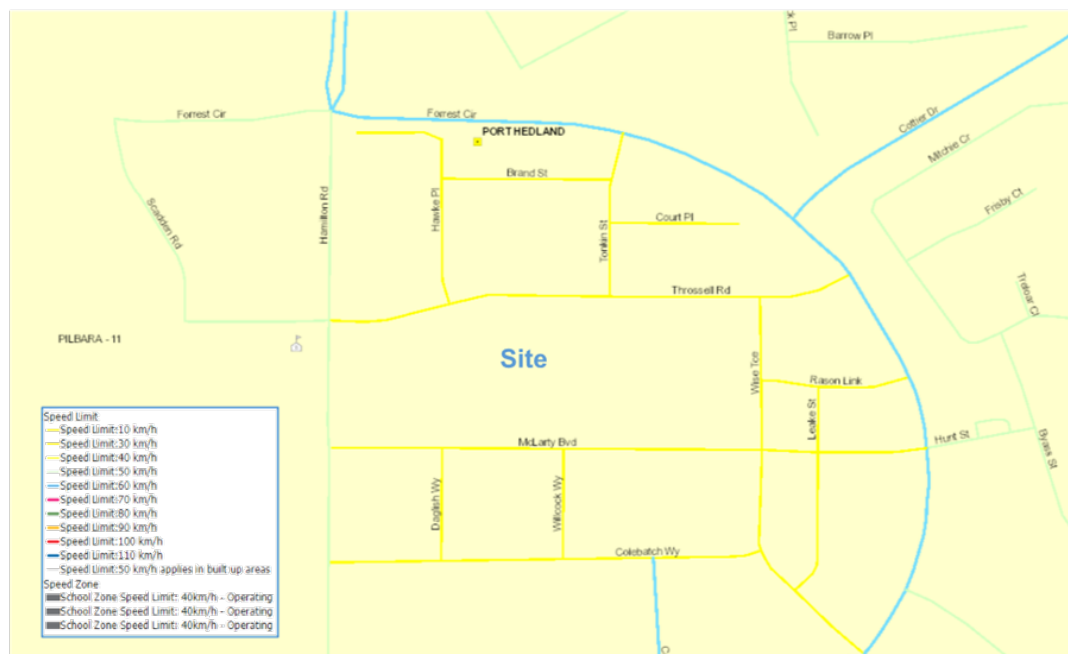 Barrow Pl
Forrest Cir
Forrest Cir
PORT HEDLAND
Cottier Dr
Mitchie Cr
Brand St
Frisby Ct
Scadden Rd
Hamilton Rd
Hawke Pl
Tonkin St
Court Pl
Throssell Rd
Treloar Cl
PILBARA - 11
Site
Wise Tce
Rason Link
Leake St
Hunt St
Byass St
McLarty Bvd
Daglish Wy
Willcock Wy
Colebatch Wy
Speed Limit
Speed Limit:10 km/h
Speed Limit:30 km/h
Speed Limit:40 km/h
Speed Limit:50 km/h
Speed Limit:60 km/h
Speed Limit:70 km/h
Speed Limit:80 km/h
Speed Limit:90 km/h
Speed Limit:100 km/h
Speed Limit:110 km/h
Speed Limit:50 km/h applies in built up areas
Speed Zone
School Zone Speed Limit: 40km/h - Operating
School Zone Speed Limit: 40km/h - Operating
School Zone Speed Limit: 40km/h - Operating